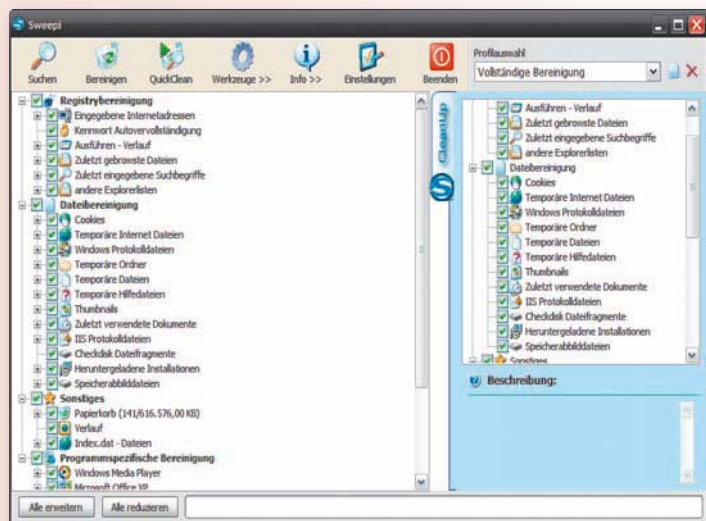 Sweepi
Suchen
Bereinigen
QuickClean
Werkzeuge >>
Info >>
Einstellungen
Beenden
Profilauswahl
Vollständige Bereinigung
Registrybereinigung
Eingegebene Internetadressen
Kennwort Autovervollständigung
Ausführen - Verlauf
Zuletzt gebrowste Dateien
Zuletzt eingegebene Suchbegriffe
andere Explorerlisten
Dateibereinigung
Cookies
Temporäre Internet Dateien
Windows Protokolldateien
Temporäre Ordner
Temporäre Dateien
Temporäre Hilfedateien
Thumbnails
Zuletzt verwendete Dokumente
IIS Protokolldateien
Checkdisk Dateifragmente
Heruntergeladene Installationen
Speicherabbilddateien
Sonstiges
Papierkorb (141/616.576,00 KB)
Verlauf
Index.dat - Dateien
Programmspezifische Bereinigung
Windows Media Player
Microsoft Office XP
CleanUp
Ausführen - Verlauf
Zuletzt gebrowste Dateien
Zuletzt eingegebene Suchbegriffe
andere Explorerlisten
Dateibereinigung
Cookies
Temporäre Internet Dateien
Windows Protokolldateien
Temporäre Ordner
Temporäre Dateien
Temporäre Hilfedateien
Thumbnails
Zuletzt verwendete Dokumente
IIS Protokolldateien
Checkdisk Dateifragmente
Heruntergeladene Installationen
Speicherabbilddateien
Sonstiges
Beschreibung:
Alle erweitern
Alle reduzieren